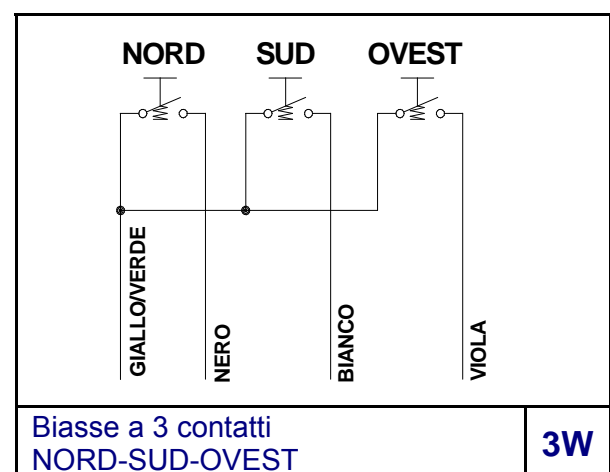 NORD SUD OVEST
GIALLO/VERDE
NERO
BIANCO
VIOLA
Biasse a 3 contatti
NORD-SUD-OVEST
3W